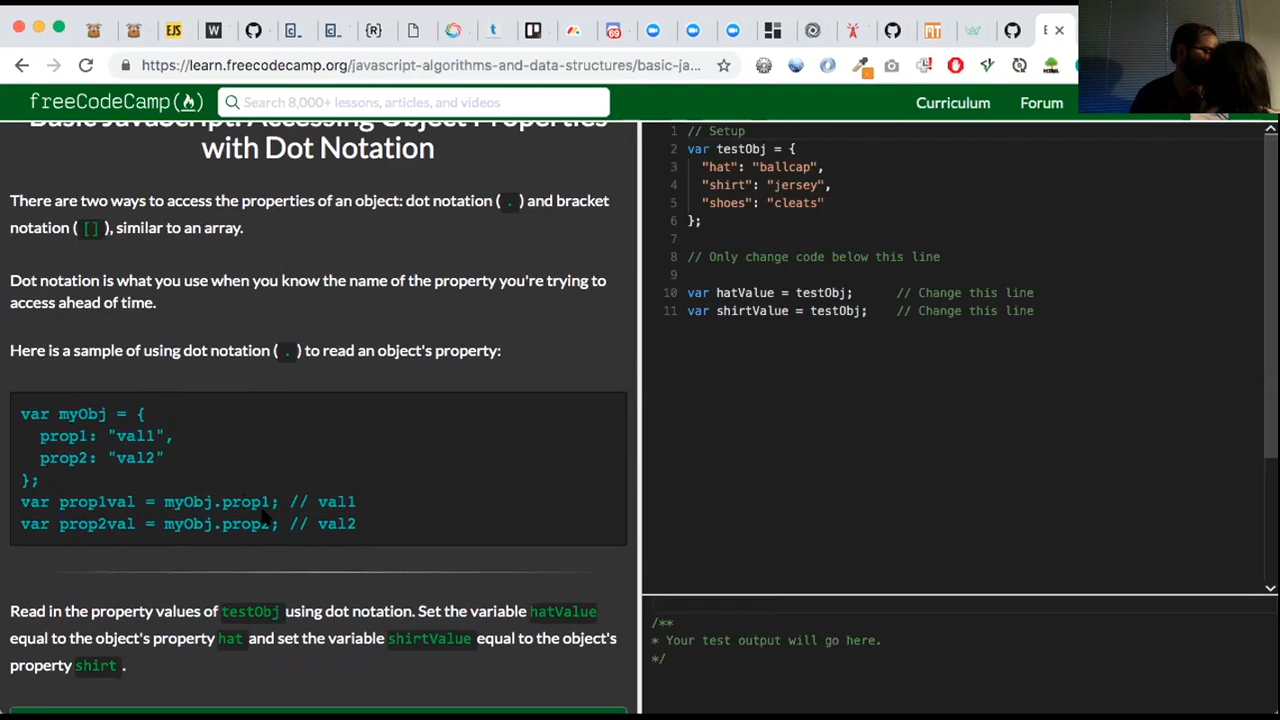 EJS
W
{R}
t
69
AT
E
https://learn.freecodecamp.org/javascript-algorithms-and-data-structures/basic-ja...
freeCodeCamp(🔥)
Search 8,000+ lessons, articles, and videos
Curriculum
Forum
Basic JavaScript: Accessing Object Properties
with Dot Notation
There are two ways to access the properties of an object: dot notation ( . ) and bracket
notation ( [] ), similar to an array.
Dot notation is what you use when you know the name of the property you're trying to
access ahead of time.
Here is a sample of using dot notation ( . ) to read an object's property:
var myObj = {
prop1: "val1",
prop2: "val2"
};
var prop1val = myObj.prop1; // val1
var prop2val = myObj.prop2; // val2
Read in the property values of testObj using dot notation. Set the variable hatValue
equal to the object's property hat and set the variable shirtValue equal to the object's
property shirt .
1 // Setup
2 var testObj = {
3 "hat": "ballcap",
4 "shirt": "jersey",
5 "shoes": "cleats"
6 };
7
8 // Only change code below this line
9
10 var hatValue = testObj; // Change this line
11 var shirtValue = testObj; // Change this line
/**
* Your test output will go here.
*/